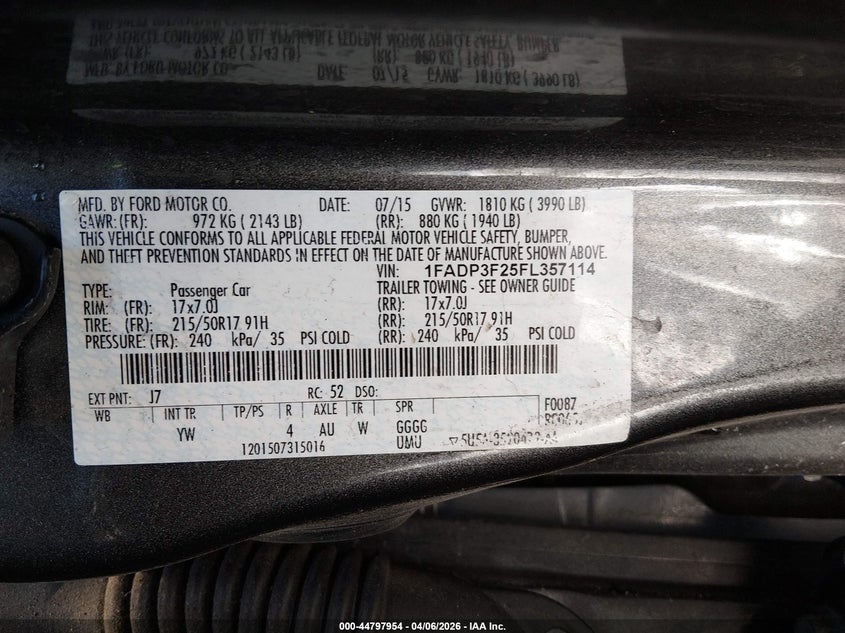 MFD. BY FORD MOTOR CO. DATE: 07/15 GVWR: 1810 KG ( 3990 LB)
GAWR: (FR): 972 KG ( 2143 LB) (RR): 880 KG ( 1940 LB)
THIS VEHICLE CONFORMS TO ALL APPLICABLE FEDERAL MOTOR VEHICLE SAFETY, BUMPER,
AND THEFT PREVENTION STANDARDS IN EFFECT ON THE DATE OF MANUFACTURE SHOWN ABOVE.
VIN: 1FADP3F25FL357114
TYPE: Passenger Car TRAILER TOWING - SEE OWNER GUIDE
RIM: (FR): 17x7.0J (RR): 17x7.0J
TIRE: (FR): 215/50R17 91H (RR): 215/50R17 91H
PRESSURE: (FR): 240 kPa/ 35 PSI COLD (RR): 240 kPa/ 35 PSI COLD
EXT PNT: J7 RC: 52 DSO:
WB INT TR TP/PS R AXLE TR SPR F0087
YW 4 AU W GGGG
1201507315016 UMU
000-44797954 - 04/06/2026 - IAA Inc.